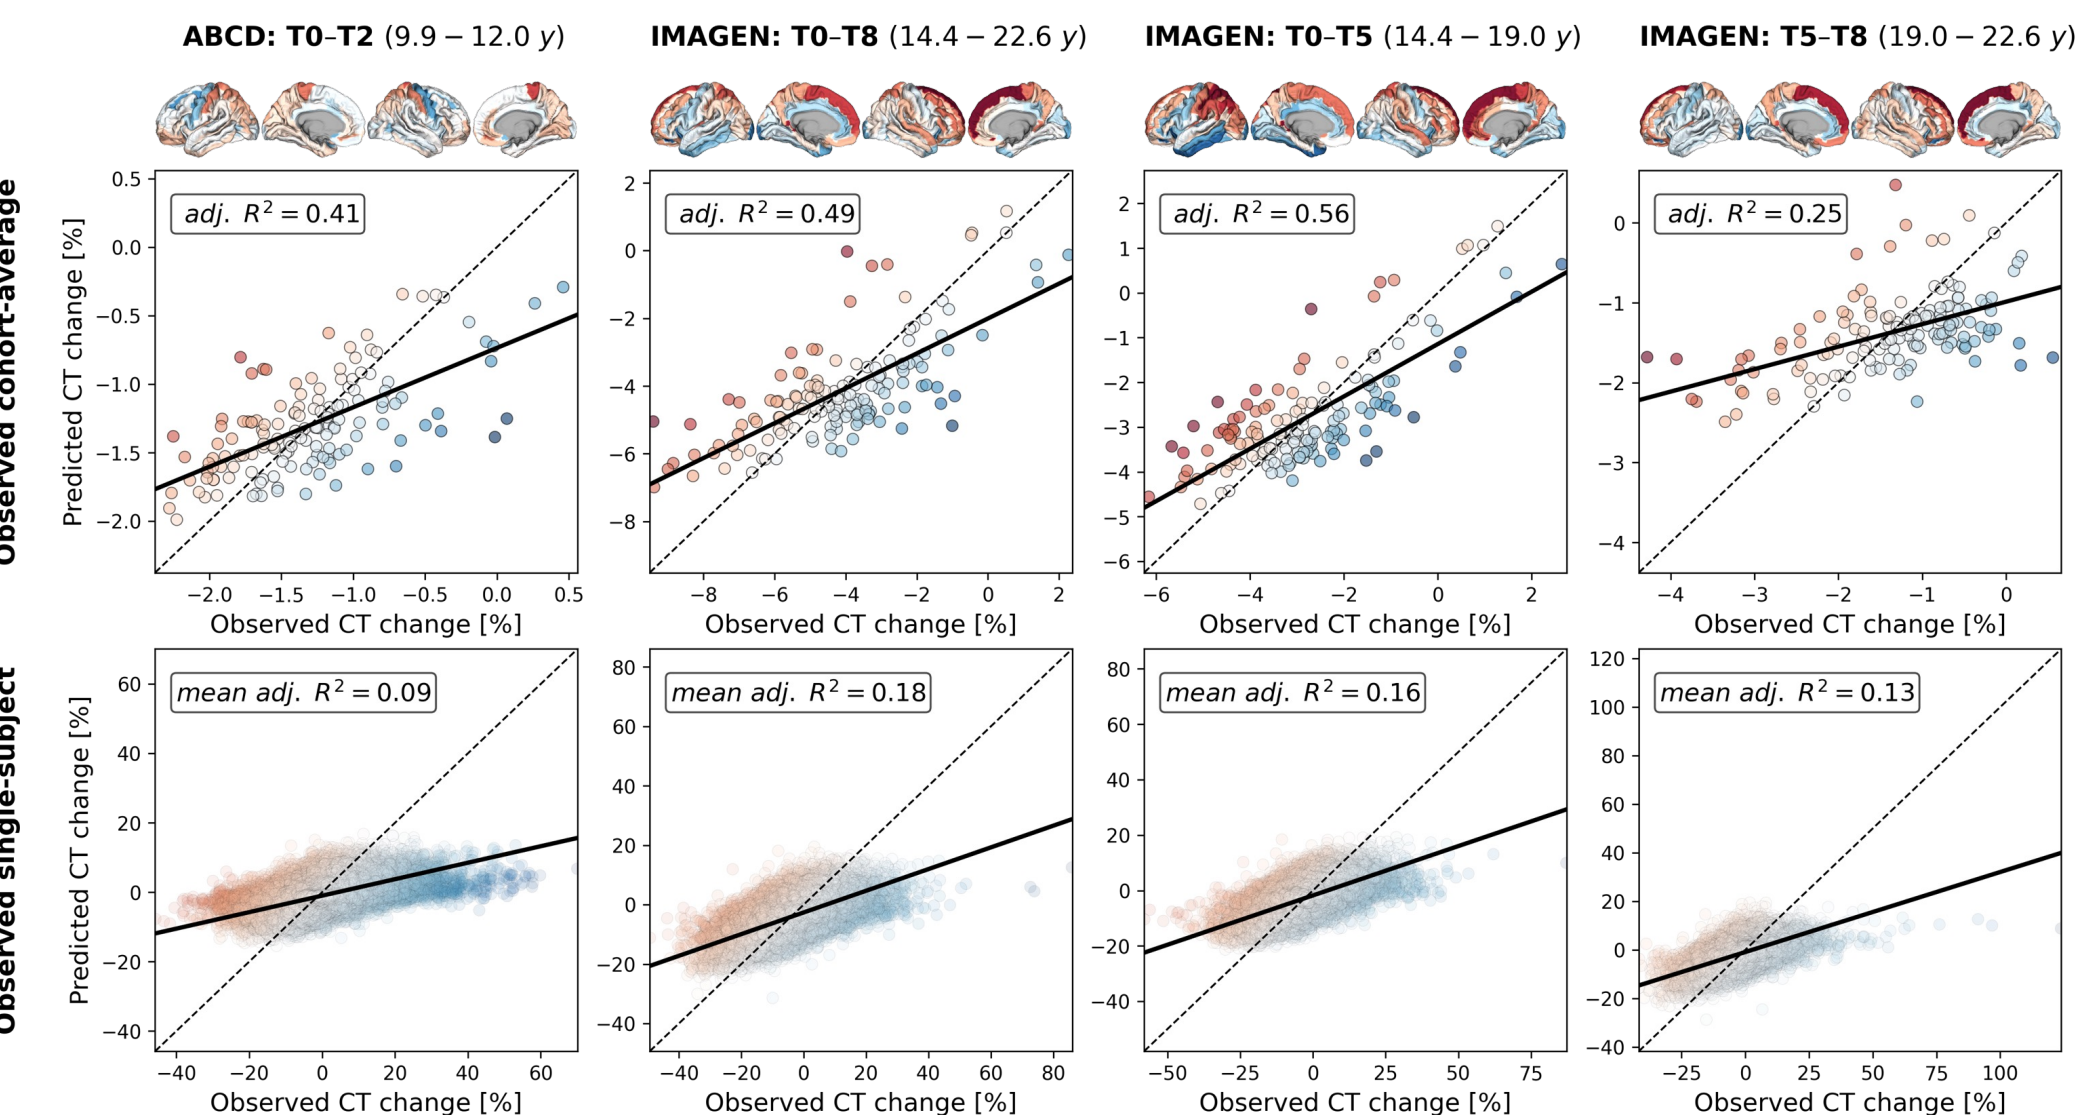 ABCD: T0–T2 (9.9 − 12.0 y)
IMAGEN: T0–T8 (14.4 − 22.6 y)
IMAGEN: T0–T5 (14.4 − 19.0 y)
IMAGEN: T5–T8 (19.0 − 22.6 y)
Observed cohort-average
Predicted CT change [%]
0.5
0.0
−0.5
−1.0
−1.5
−2.0
adj. R² = 0.41
−2.0 −1.5 −1.0 −0.5 0.0 0.5
Observed CT change [%]
2
0
−2
−4
−6
−8
adj. R² = 0.49
−8 −6 −4 −2 0 2
Observed CT change [%]
2
1
0
−1
−2
−3
−4
−5
−6
adj. R² = 0.56
−6 −4 −2 0 2
Observed CT change [%]
0
−1
−2
−3
−4
adj. R² = 0.25
−4 −3 −2 −1 0
Observed CT change [%]
Observed single-subject
Predicted CT change [%]
60
40
20
0
−20
−40
mean adj. R² = 0.09
−40 −20 0 20 40 60
Observed CT change [%]
80
60
40
20
0
−20
−40
mean adj. R² = 0.18
−40 −20 0 20 40 60 80
Observed CT change [%]
80
60
40
20
0
−20
−40
mean adj. R² = 0.16
−50 −25 0 25 50 75
Observed CT change [%]
120
100
80
60
40
20
0
−20
−40
mean adj. R² = 0.13
−25 0 25 50 75 100
Observed CT change [%]